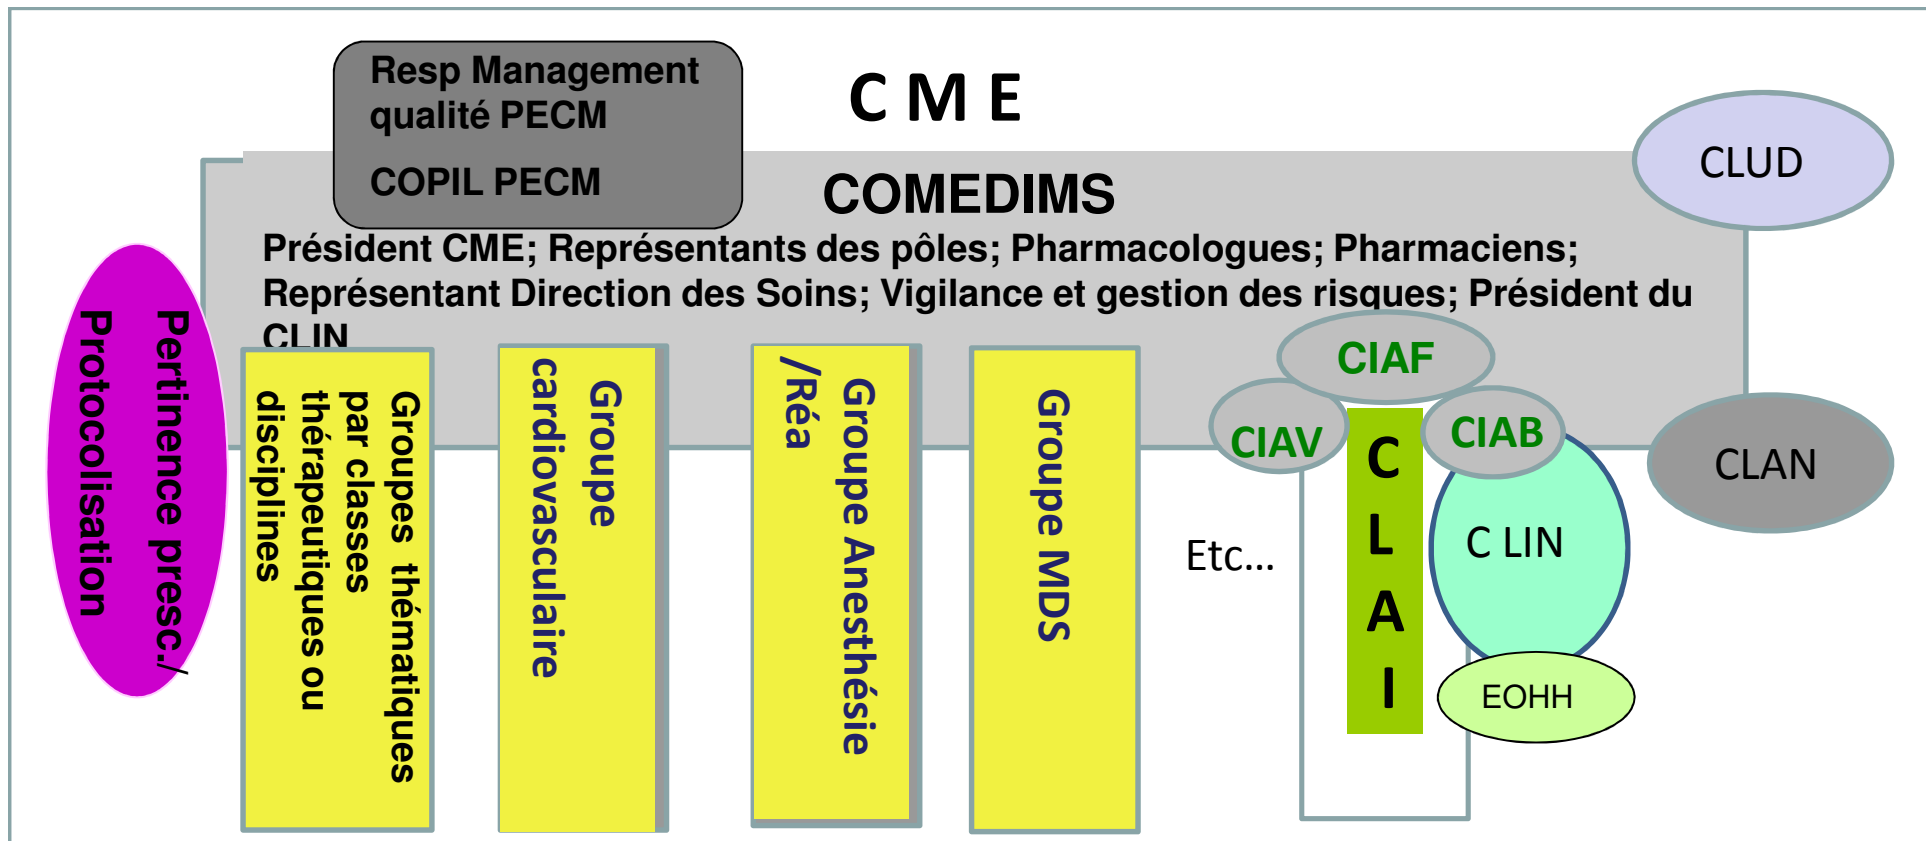 Resp Management
qualité PECM
COPIL PECM
C M E
CLUD
COMEDIMS
Président CME; Représentants des pôles; Pharmacologues; Pharmaciens;
Représentant Direction des Soins; Vigilance et gestion des risques; Président du
CLIN
Pertinence presc./
Protocolisation
Groupes thématiques
par classes
thérapeutiques ou
disciplines
Groupe
cardiovasculaire
Groupe Anesthésie
/Réa
Groupe MDS
Etc...
CIAF
CIAV
CIAB
C
L
A
I
C LIN
EOHH
CLAN